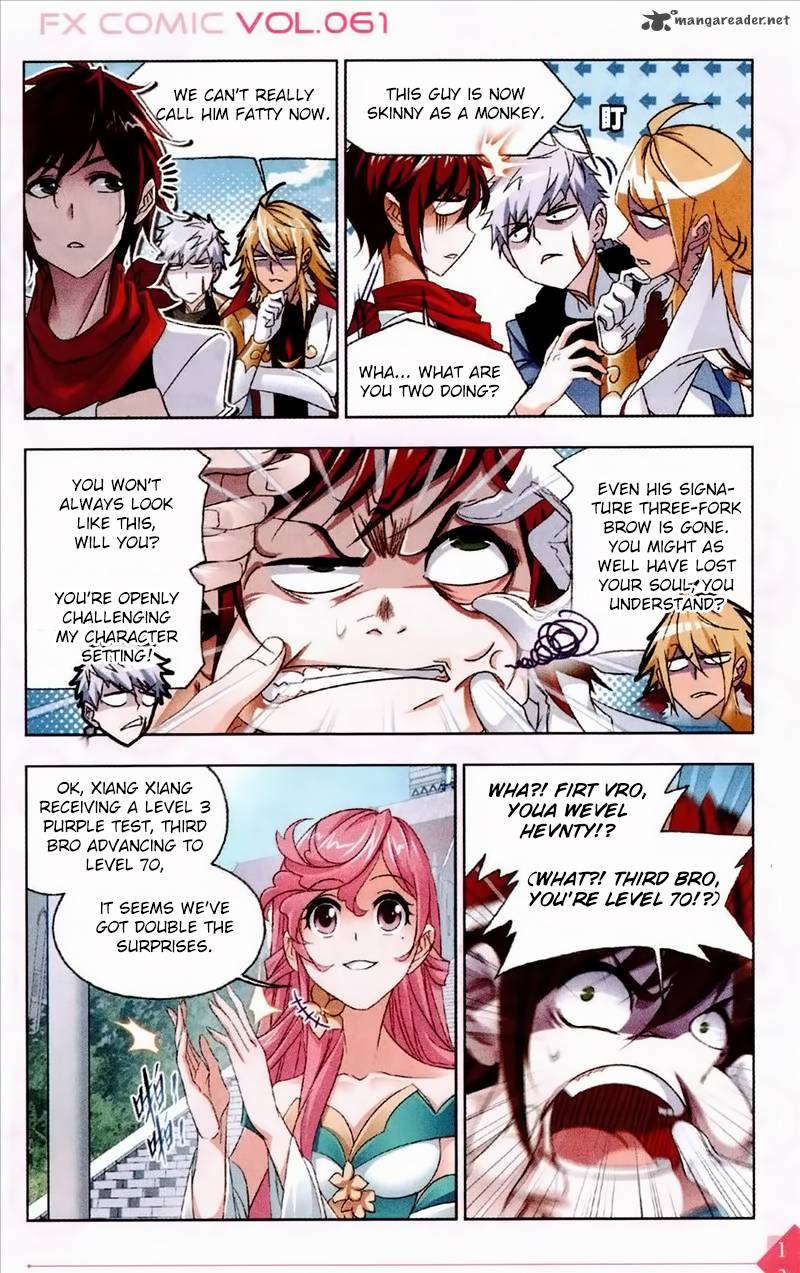 FX COMIC VOL.061
mangareader.net
WE CAN'T REALLY
CALL HIM FATTY NOW.
THIS GUY IS NOW
SKINNY AS A MONKEY.
盯
WHA... WHAT ARE
YOU TWO DOING?
YOU WON'T
ALWAYS LOOK
LIKE THIS,
WILL YOU?
YOU'RE OPENLY
CHALLENGING
MY CHARACTER
SETTING!
EVEN HIS SIGNA-
TURE THREE-FORK
BROW IS GONE.
YOU MIGHT AS
WELL HAVE LOST
YOUR SOUL, YOU
UNDERSTAND?
OK, XIANG XIANG
RECEIVING A LEVEL 3
PURPLE TEST, THIRD
BRO ADVANCING TO
LEVEL 70,
IT SEEMS WE'VE
GOT DOUBLE THE
SURPRISES.
啪!
啪!
WHA?! FIRT VRO,
YOUA WEVEL
HEVNTY!?
(WHAT?! THIRD BRO,
YOU'RE LEVEL 70!?)